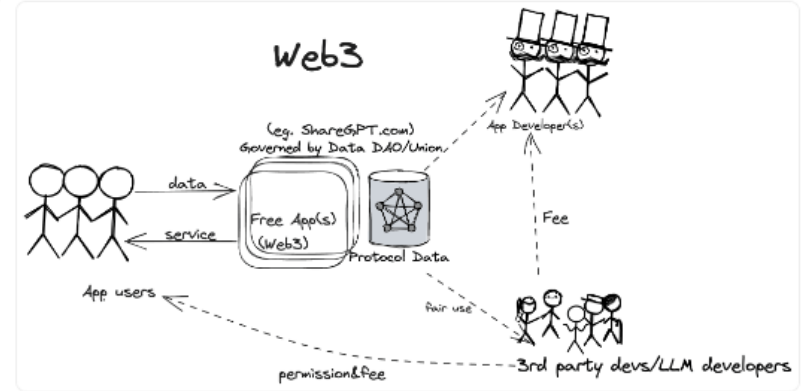 Web3
App Developer(s)
(eg. ShareGPT.com)
Governed by Data DAO/Union
data
Free App(s)
(Web3)
service
Protocol Data
Fee
App users
fair use
3rd party devs/LLM developers
permission&fee